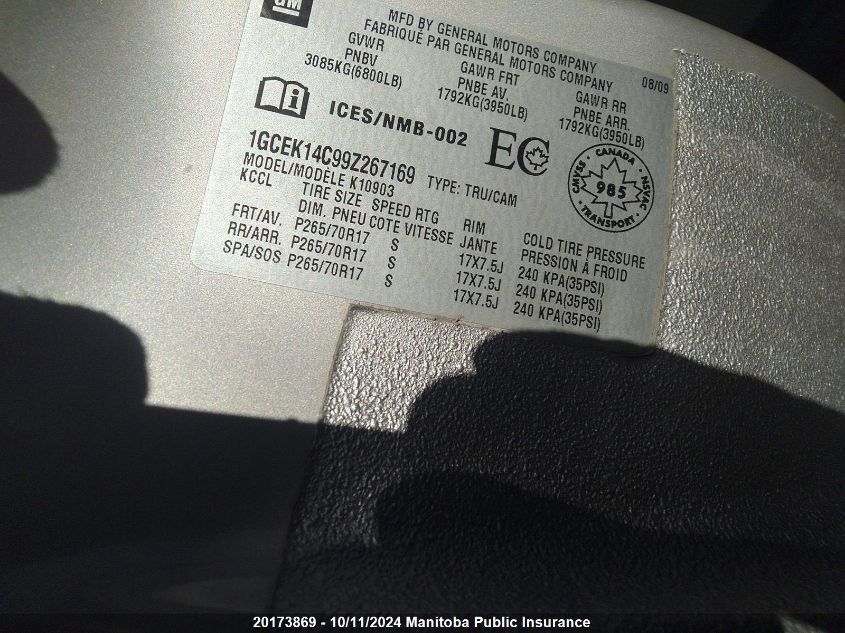 GM
MFD BY GENERAL MOTORS COMPANY
FABRIQUÉ PAR GENERAL MOTORS COMPANY
08/09
GVWR GAWR FRT GAWR RR
PNBV PNBE AV. PNBE ARR.
3085KG(6800LB) 1792KG(3950LB) 1792KG(3950LB)
ICES/NMB-002 EC
CANADA
CMVSS 985 NSVAC
TRANSPORT
1GCEK14C99Z267169 TYPE: TRU/CAM
MODEL/MODÈLE K10903
KCCL TIRE SIZE SPEED RTG RIM COLD TIRE PRESSURE
DIM. PNEU COTE VITESSE JANTE PRESSION À FROID
FRT/AV. P265/70R17 S 17X7.5J 240 KPA(35PSI)
RR/ARR. P265/70R17 S 17X7.5J 240 KPA(35PSI)
SPA/SOS P265/70R17 S 17X7.5J 240 KPA(35PSI)
20173869 - 10/11/2024 Manitoba Public Insurance